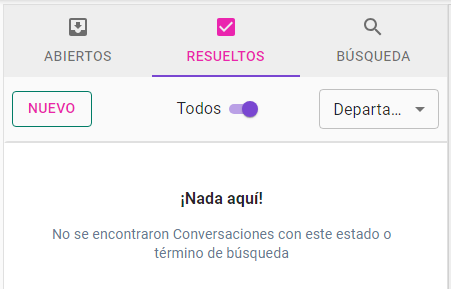 ABIERTOS
RESUELTOS
BÚSQUEDA
NUEVO
Todos
Departa...
¡Nada aquí!
No se encontraron Conversaciones con este estado o
término de búsqueda